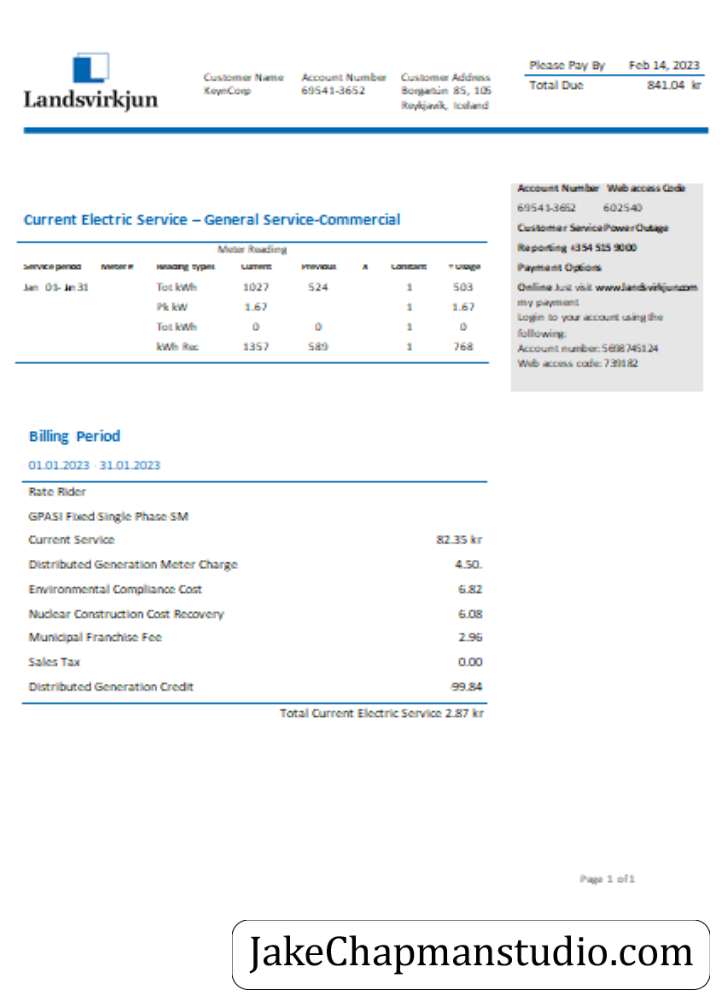 Landsvirkjun
Customer Name Account Number Customer Address
KeynCorp 69541-3652 Borgartún 85, 105
Reykjavik, Iceland
Please Pay By Feb 14, 2023
Total Due 841.04 kr
Current Electric Service – General Service-Commercial
Meter Reading
Service period Meter # Reading types Current Previous X Constant = Usage
Jan 01- Jn 31 Tot kWh 1027 524 1 503
Pk kW 1.67 1 1.67
Tot kWh 0 0 1 0
kWh Rec 1357 589 1 768
Account Number Web access Code
69541-3652 602540
Customer Service Power Outage
Reporting +354 515 9000
Payment Options
Online Just visit www.landsvirkjun.com
my payment
Login to your account using the
folllowing:
Account number: 5698745124
Web access code: 739182
Billing Period
01.01.2023 - 31.01.2023
Rate Rider
GPASI Fixed Single Phase SM
Current Service 82.35 kr
Distributed Generation Meter Charge 4.50.
Environmental Compliance Cost 6.82
Nuclear Construction Cost Recovery 6.08
Municipal Franchise Fee 2.96
Sales Tax 0.00
Distributed Generation Credit -99.84
Total Current Electric Service 2.87 kr
Page 1 of 1
JakeChapmanstudio.com